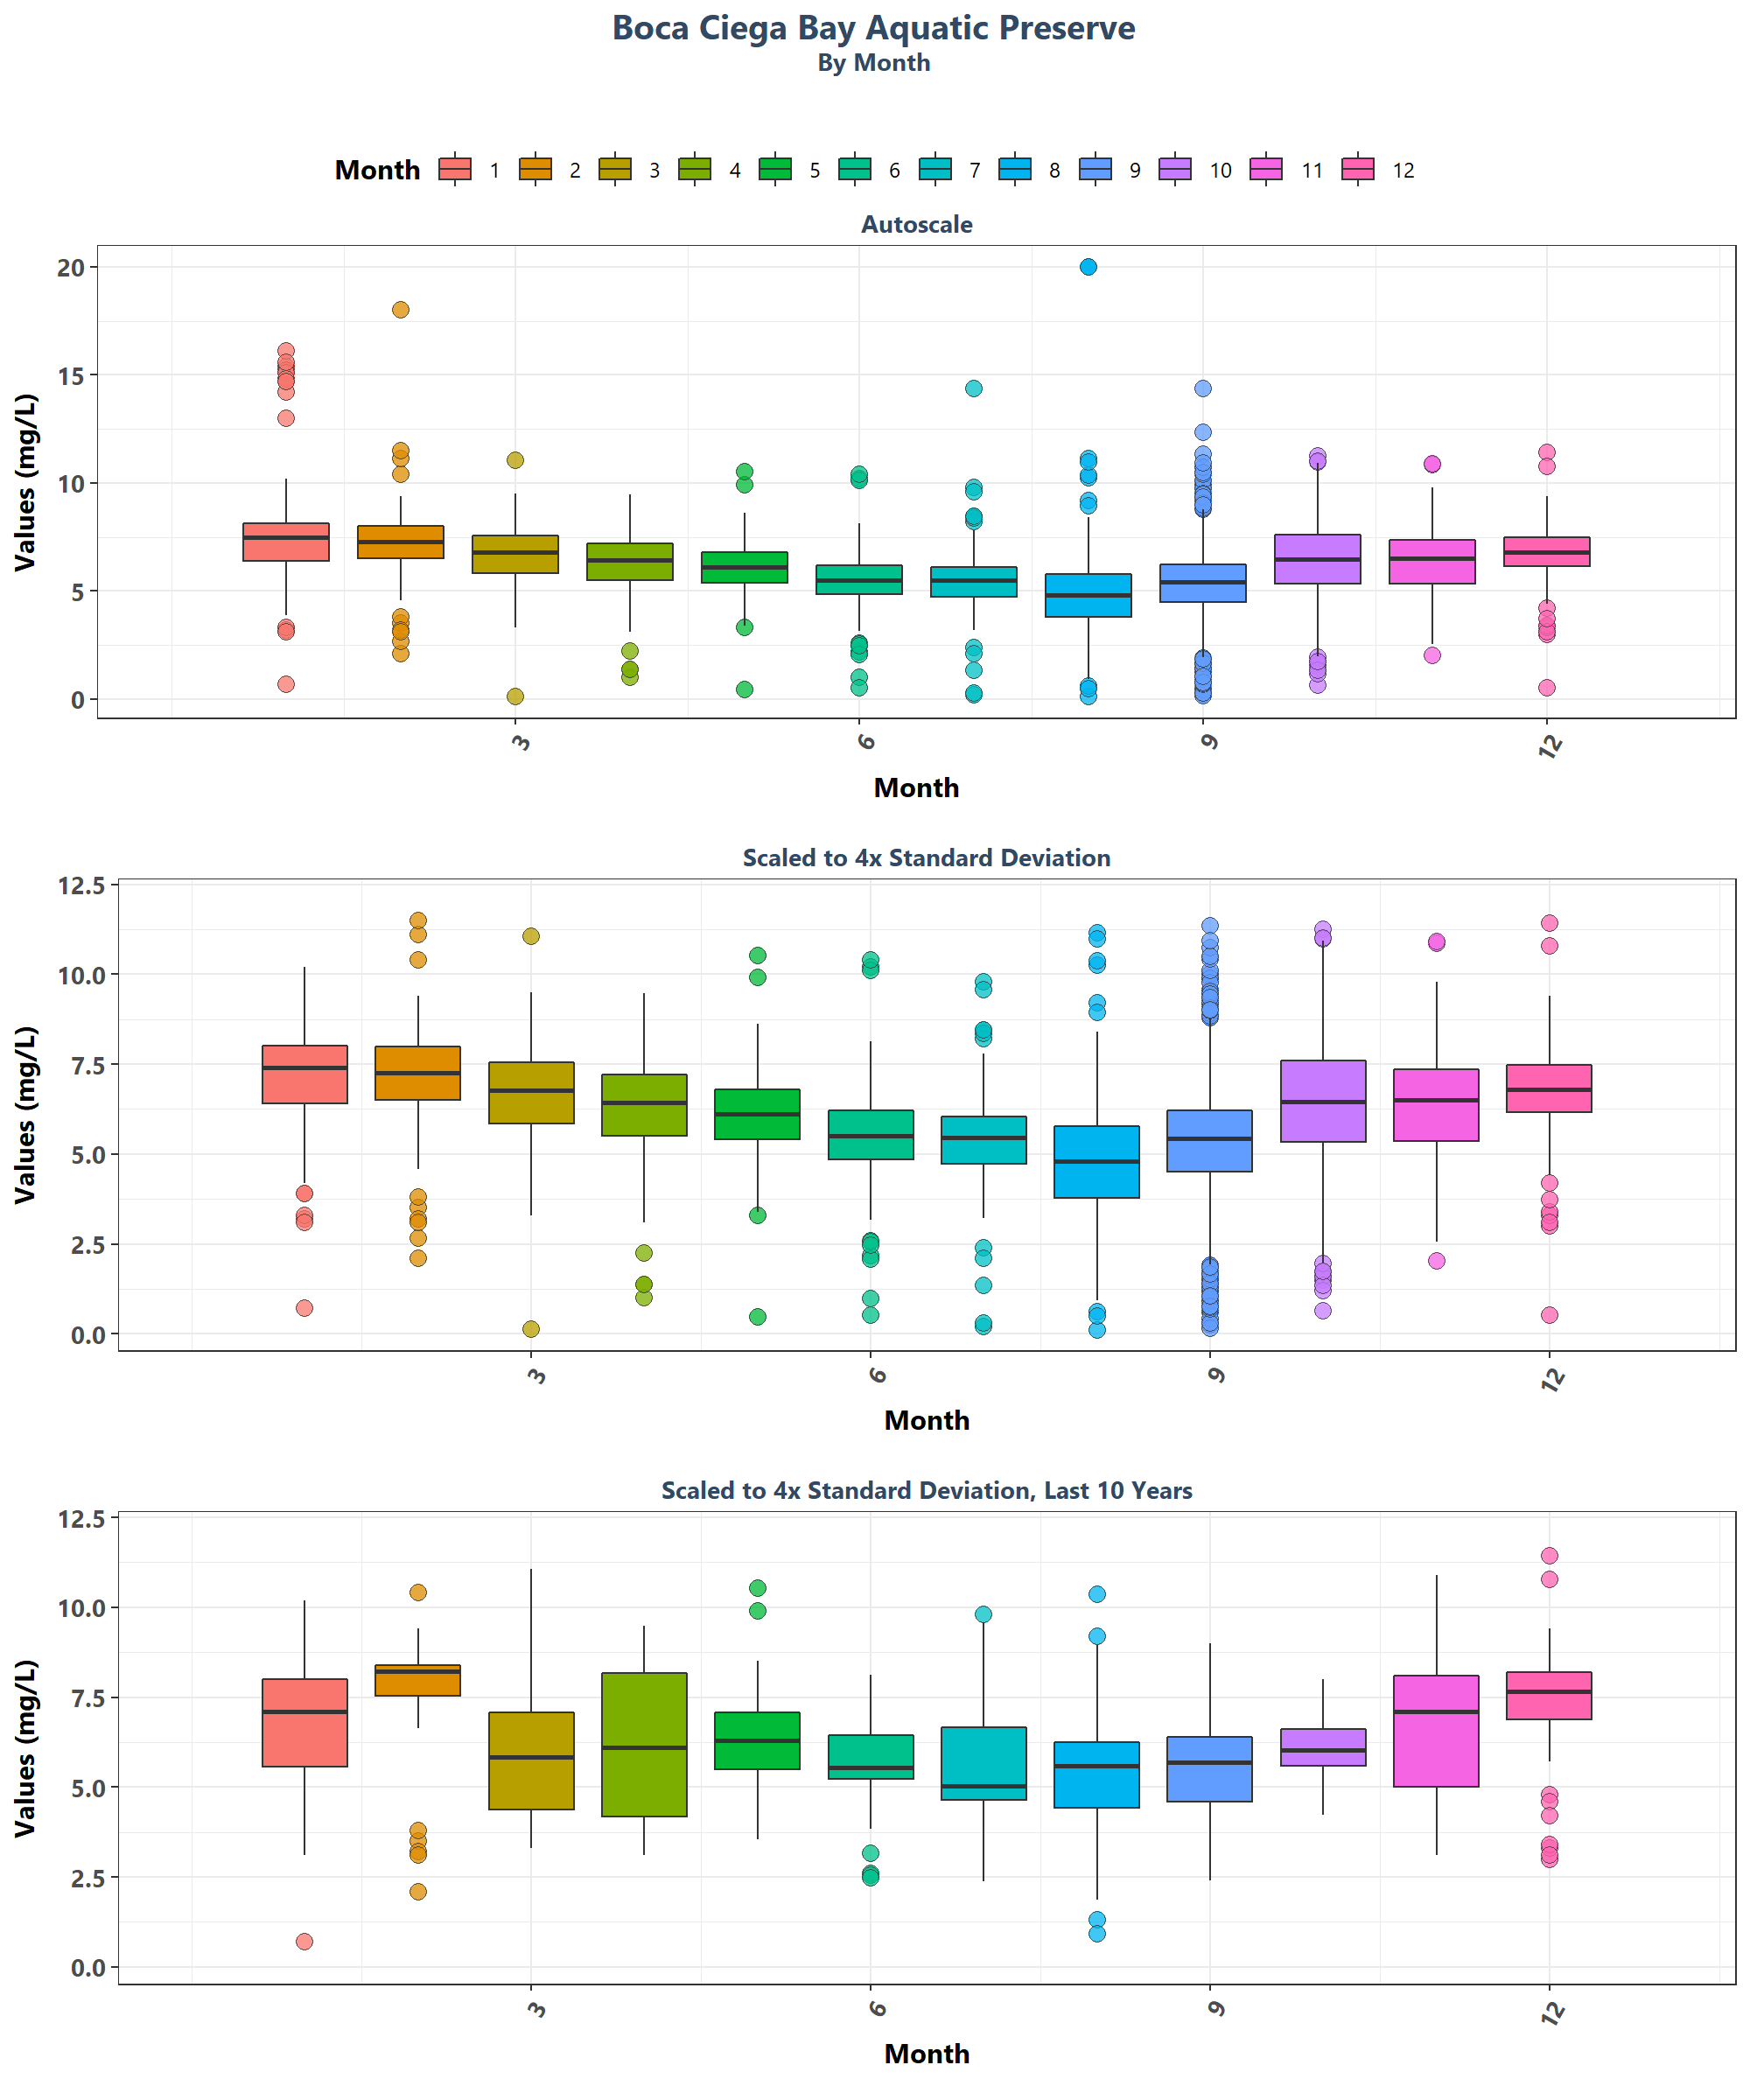 Boca Ciega Bay Aquatic Preserve
By Month
Month 1 2 3 4 5 6 7 8 9 10 11 12
Autoscale
Values (mg/L)
20
15
10
5
0
3 6 9 12
Month
Scaled to 4x Standard Deviation
Values (mg/L)
12.5
10.0
7.5
5.0
2.5
0.0
3 6 9 12
Month
Scaled to 4x Standard Deviation, Last 10 Years
Values (mg/L)
12.5
10.0
7.5
5.0
2.5
0.0
3 6 9 12
Month